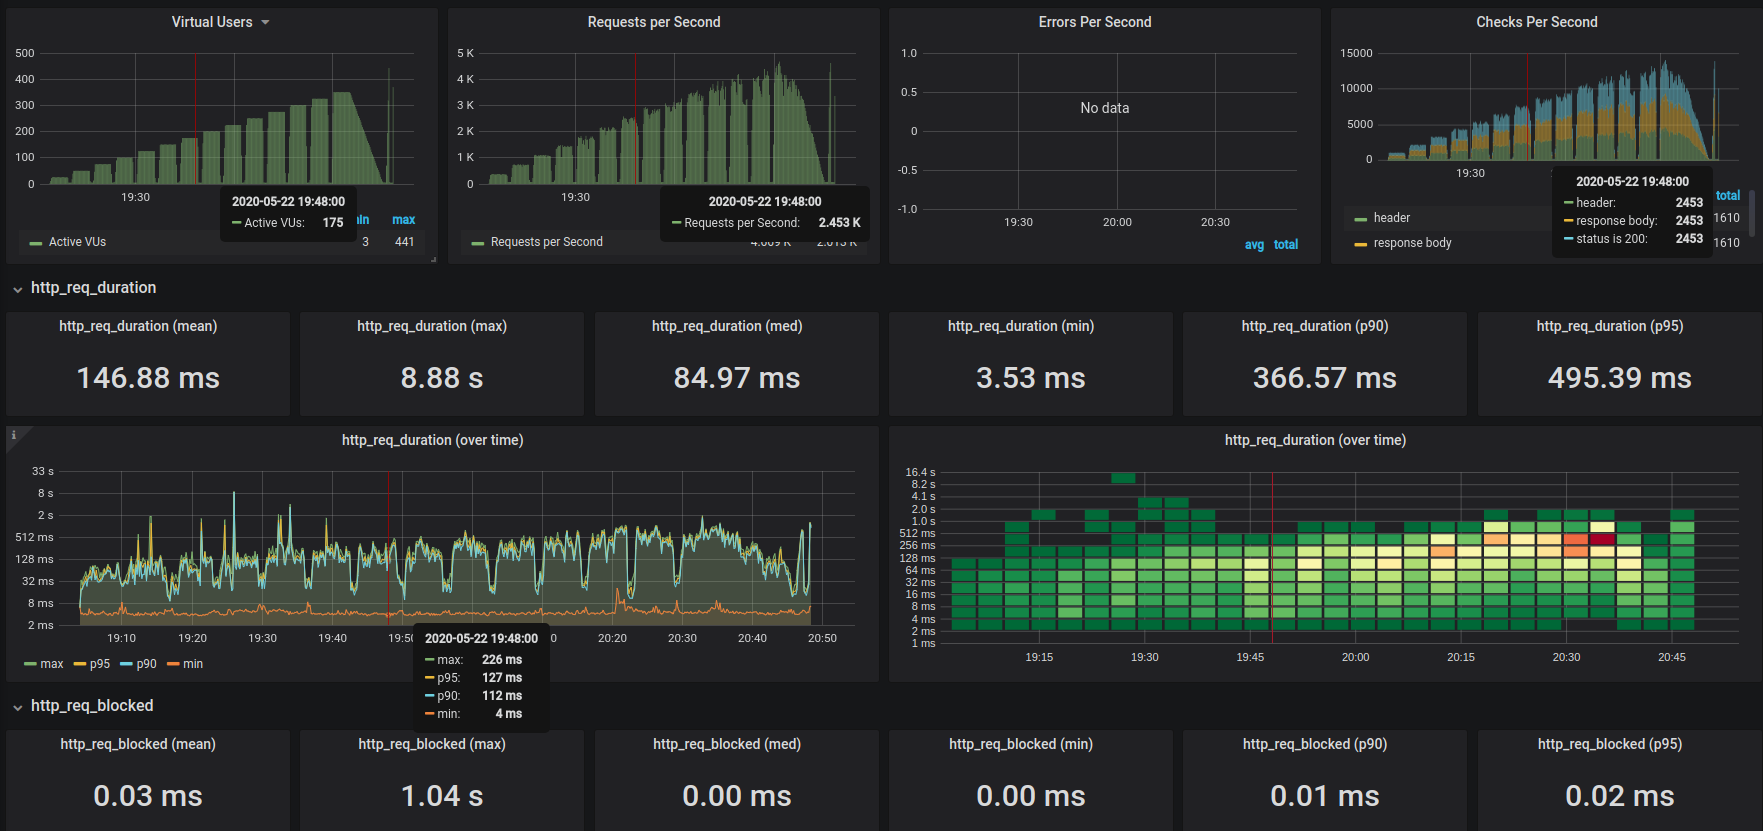 Virtual Users
500
400
300
200
100
0
19:30
2020-05-22 19:48:00
Active VUs: 175
max
Active VUs 3 441
Requests per Second
5 K
4 K
3 K
2 K
1 K
0
19:30
2020-05-22 19:48:00
Requests per Second: 2.453 K
Requests per Second
Errors Per Second
1.0
0.5
0
-0.5
-1.0
No data
19:30 20:00 20:30
avg total
Checks Per Second
15000
10000
5000
0
19:30
2020-05-22 19:48:00
header: 2453
response body: 2453
status is 200: 2453
total
header 1610
response body 1610
http_req_duration
http_req_duration (mean)
146.88 ms
http_req_duration (max)
8.88 s
http_req_duration (med)
84.97 ms
http_req_duration (min)
3.53 ms
http_req_duration (p90)
366.57 ms
http_req_duration (p95)
495.39 ms
i
http_req_duration (over time)
33 s
8 s
2 s
512 ms
128 ms
32 ms
8 ms
2 ms
19:10 19:20 19:30 19:40 19:50 0 20:20 20:30 20:40 20:50
max p95 p90 min
2020-05-22 19:48:00
max: 226 ms
p95: 127 ms
p90: 112 ms
min: 4 ms
http_req_duration (over time)
16.4 s
8.2 s
4.1 s
2.0 s
1.0 s
512 ms
256 ms
128 ms
64 ms
32 ms
16 ms
8 ms
4 ms
2 ms
1 ms
19:15 19:30 19:45 20:00 20:15 20:30 20:45
http_req_blocked
http_req_blocked (mean)
0.03 ms
http_req_blocked (max)
1.04 s
http_req_blocked (med)
0.00 ms
http_req_blocked (min)
0.00 ms
http_req_blocked (p90)
0.01 ms
http_req_blocked (p95)
0.02 ms